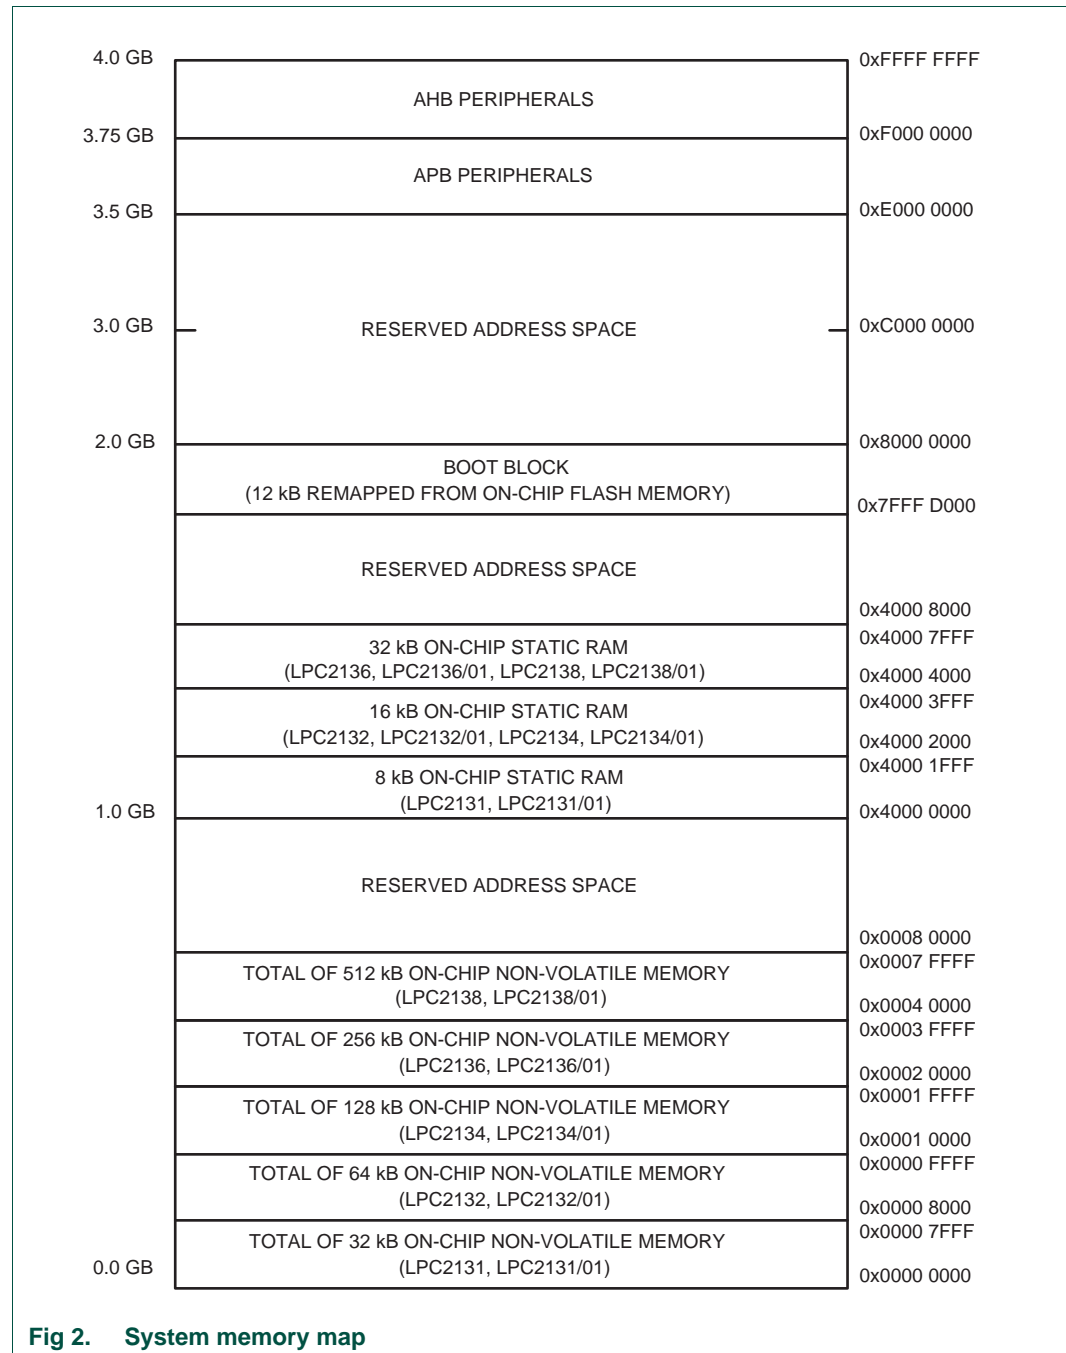 4.0 GB
0xFFFF FFFF
AHB PERIPHERALS
3.75 GB
0xF000 0000
APB PERIPHERALS
3.5 GB
0xE000 0000
3.0 GB
RESERVED ADDRESS SPACE
0xC000 0000
2.0 GB
0x8000 0000
BOOT BLOCK
(12 kB REMAPPED FROM ON-CHIP FLASH MEMORY)
0x7FFF D000
RESERVED ADDRESS SPACE
0x4000 8000
0x4000 7FFF
32 kB ON-CHIP STATIC RAM
(LPC2136, LPC2136/01, LPC2138, LPC2138/01)
0x4000 4000
0x4000 3FFF
16 kB ON-CHIP STATIC RAM
(LPC2132, LPC2132/01, LPC2134, LPC2134/01)
0x4000 2000
0x4000 1FFF
8 kB ON-CHIP STATIC RAM
(LPC2131, LPC2131/01)
1.0 GB
0x4000 0000
RESERVED ADDRESS SPACE
0x0008 0000
0x0007 FFFF
TOTAL OF 512 kB ON-CHIP NON-VOLATILE MEMORY
(LPC2138, LPC2138/01)
0x0004 0000
0x0003 FFFF
TOTAL OF 256 kB ON-CHIP NON-VOLATILE MEMORY
(LPC2136, LPC2136/01)
0x0002 0000
0x0001 FFFF
TOTAL OF 128 kB ON-CHIP NON-VOLATILE MEMORY
(LPC2134, LPC2134/01)
0x0001 0000
0x0000 FFFF
TOTAL OF 64 kB ON-CHIP NON-VOLATILE MEMORY
(LPC2132, LPC2132/01)
0x0000 8000
0x0000 7FFF
TOTAL OF 32 kB ON-CHIP NON-VOLATILE MEMORY
(LPC2131, LPC2131/01)
0.0 GB
0x0000 0000
Fig 2. System memory map